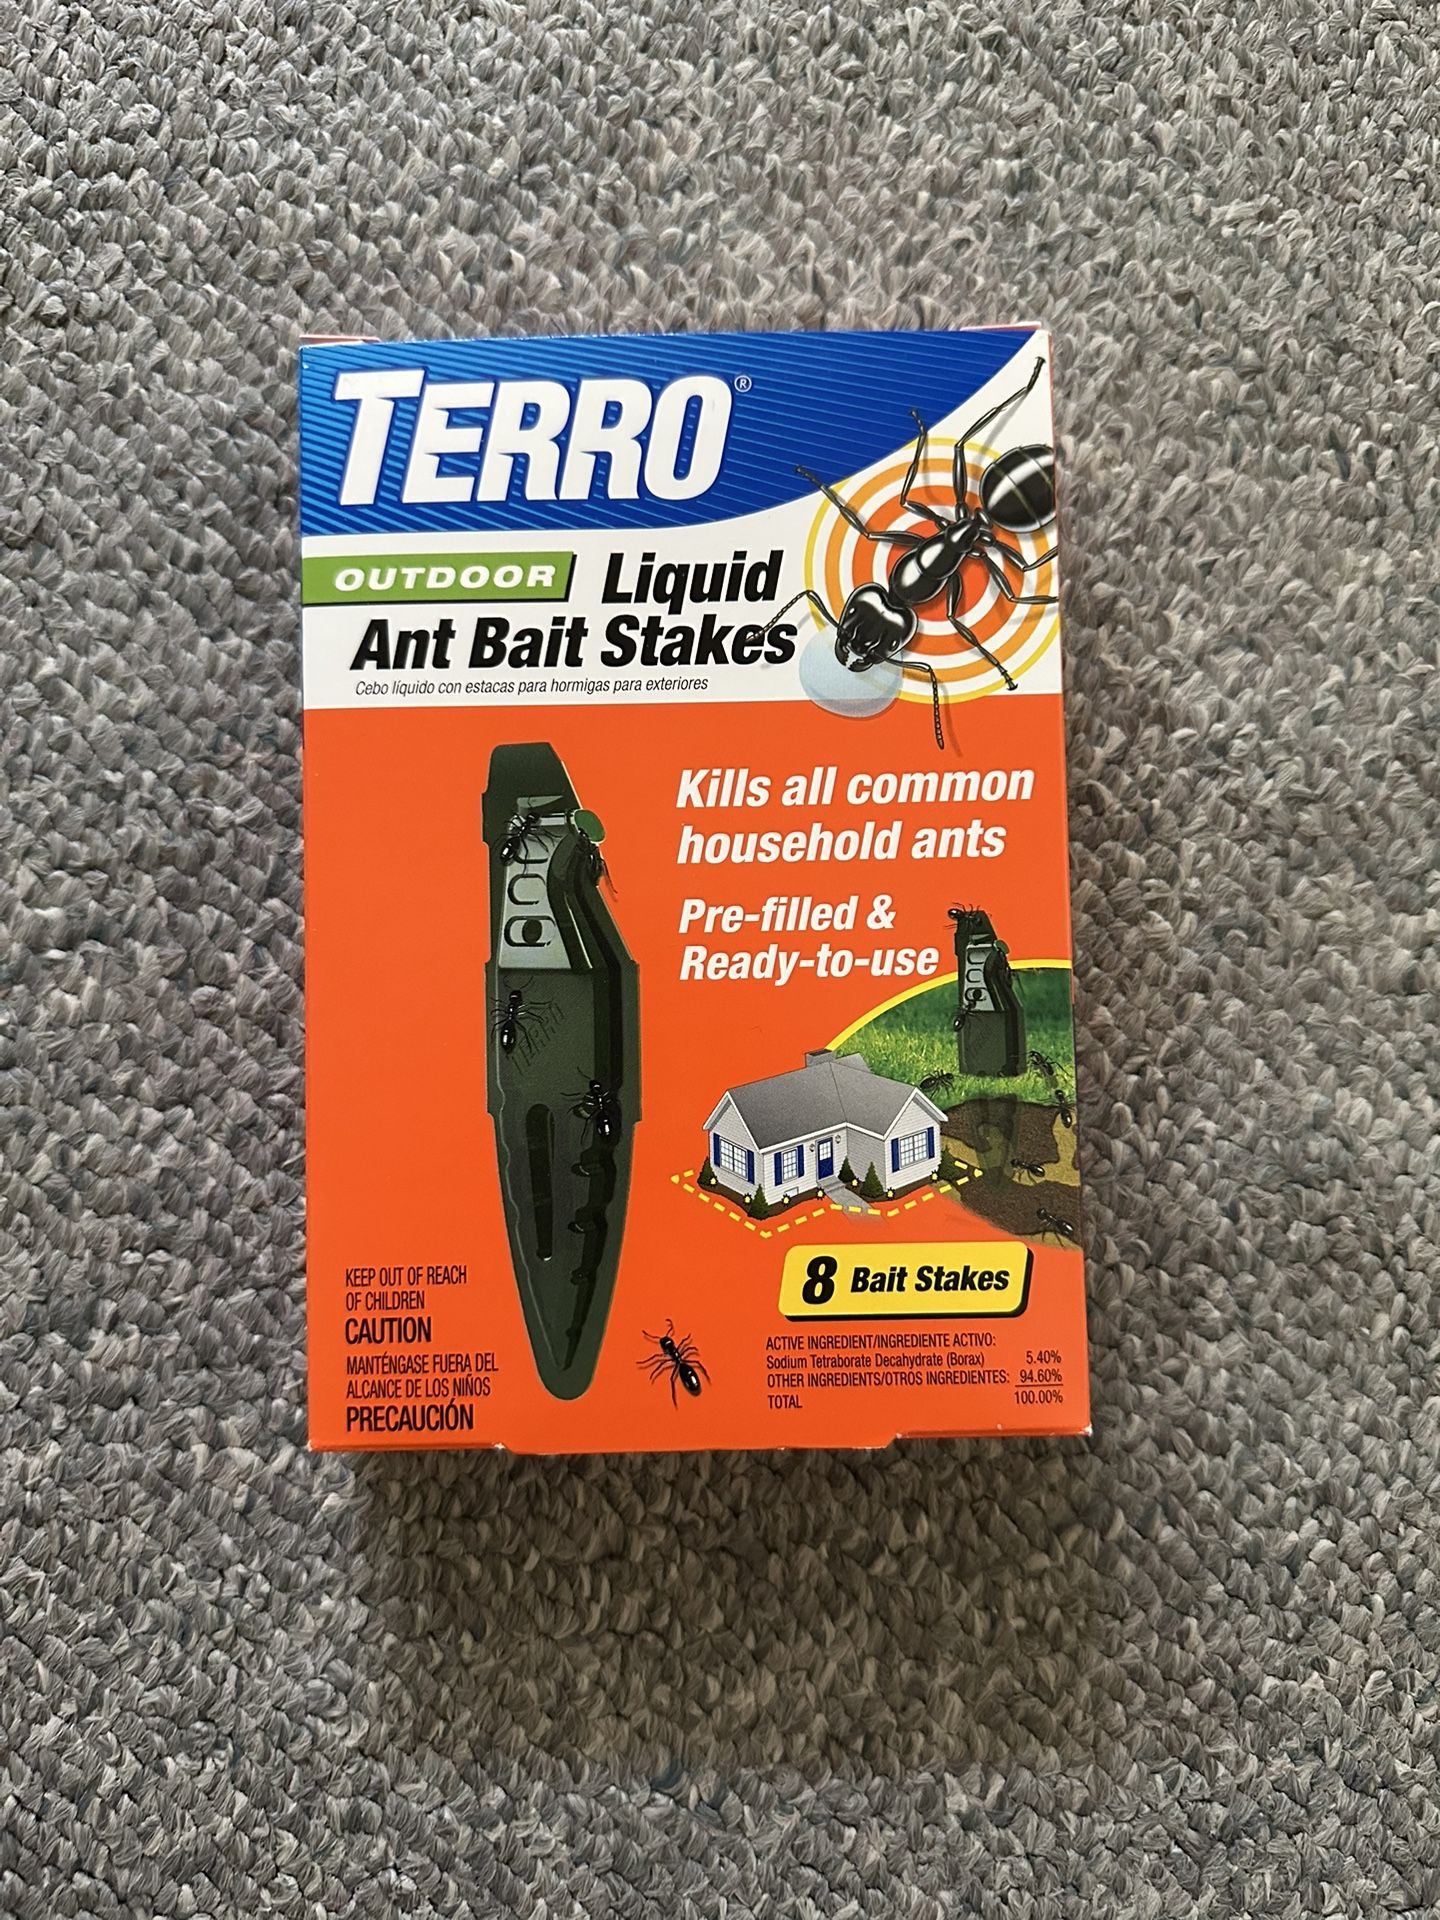 TERRO®
OUTDOOR Liquid
Ant Bait Stakes
Cebo líquido con estacas para hormigas para exteriores
Kills all common
household ants
Pre-filled &
Ready-to-use
TERRO
8 Bait Stakes
KEEP OUT OF REACH
OF CHILDREN
CAUTION
MANTÉNGASE FUERA DEL
ALCANCE DE LOS NIÑOS
PRECAUCIÓN
ACTIVE INGREDIENT/INGREDIENTE ACTIVO:
Sodium Tetraborate Decahydrate (Borax) 5.40%
OTHER INGREDIENTS/OTROS INGREDIENTES: 94.60%
TOTAL 100.00%